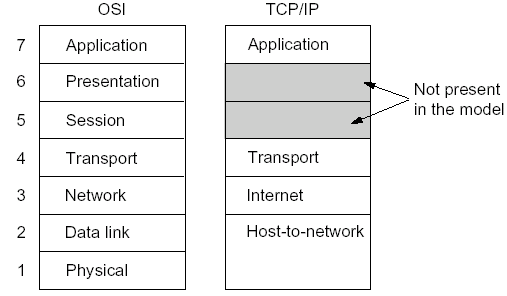 OSI TCP/IP
7 Application Application
6 Presentation
Not present
in the model
5 Session
4 Transport Transport
3 Network Internet
2 Data link Host-to-network
1 Physical